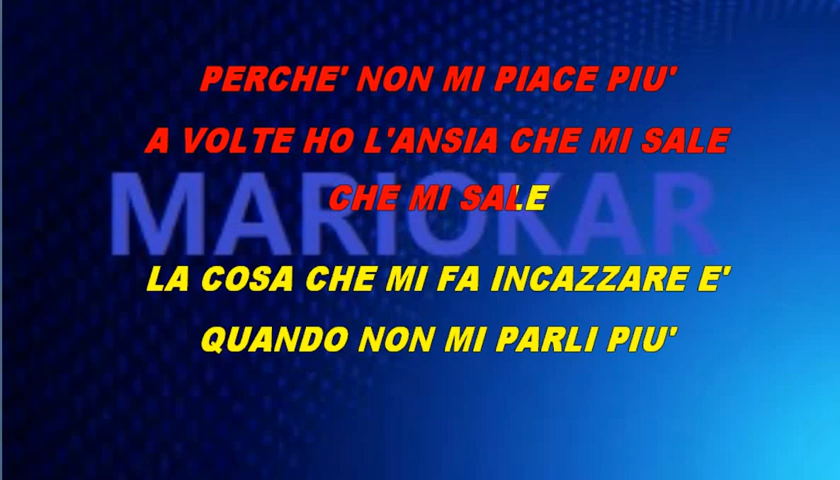 PERCHE' NON MI PIACE PIU'
A VOLTE HO L'ANSIA CHE MI SALE
MARIOKAR
CHE MI SALE
LA COSA CHE MI FA INCAZZARE E'
QUANDO NON MI PARLI PIU'